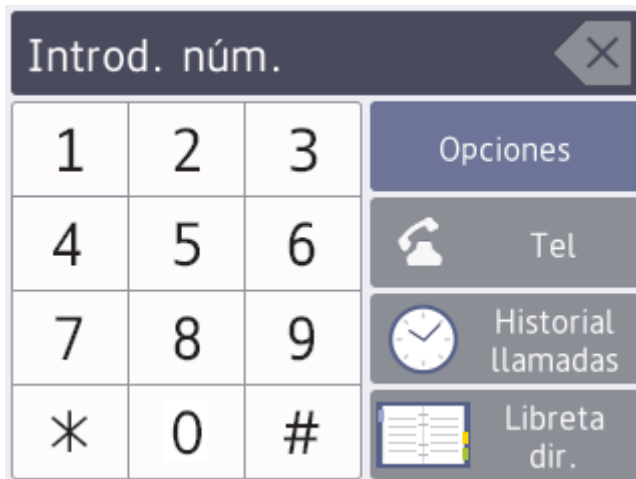 Introd. núm.
1 2 3
Opciones
4 5 6
Tel
7 8 9
Historial
llamadas
* 0 #
Libreta
dir.